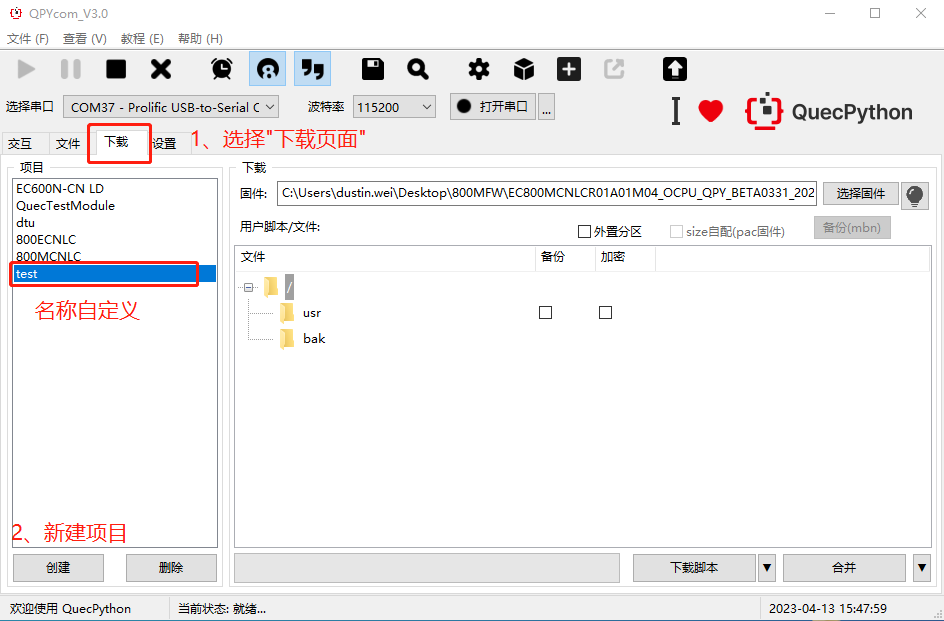 QPYcom_V3.0
文件 (F) 查看 (V) 教程 (E) 帮助 (H)
选择串口 COM37 - Prolific USB-to-Serial C 波特率 115200 打开串口 ...
QuecPython
交互 文件 下载 设置 1、选择"下载页面"
项目
EC600N-CN LD
QuecTestModule
dtu
800ECNLC
800MCNLC
test
名称自定义
2、新建项目
创建 删除
下载
固件: C:\Users\dustin.wei\Desktop\800MFW\EC800MCNLCR01A01M04_OCPU_QPY_BETA0331_202 选择固件
用户脚本/文件: 外置分区 size自配(pac固件) 备份(mbn)
文件 备份 加密
/
usr
bak
下载脚本 合并
欢迎使用 QuecPython 当前状态: 就绪... 2023-04-13 15:47:59